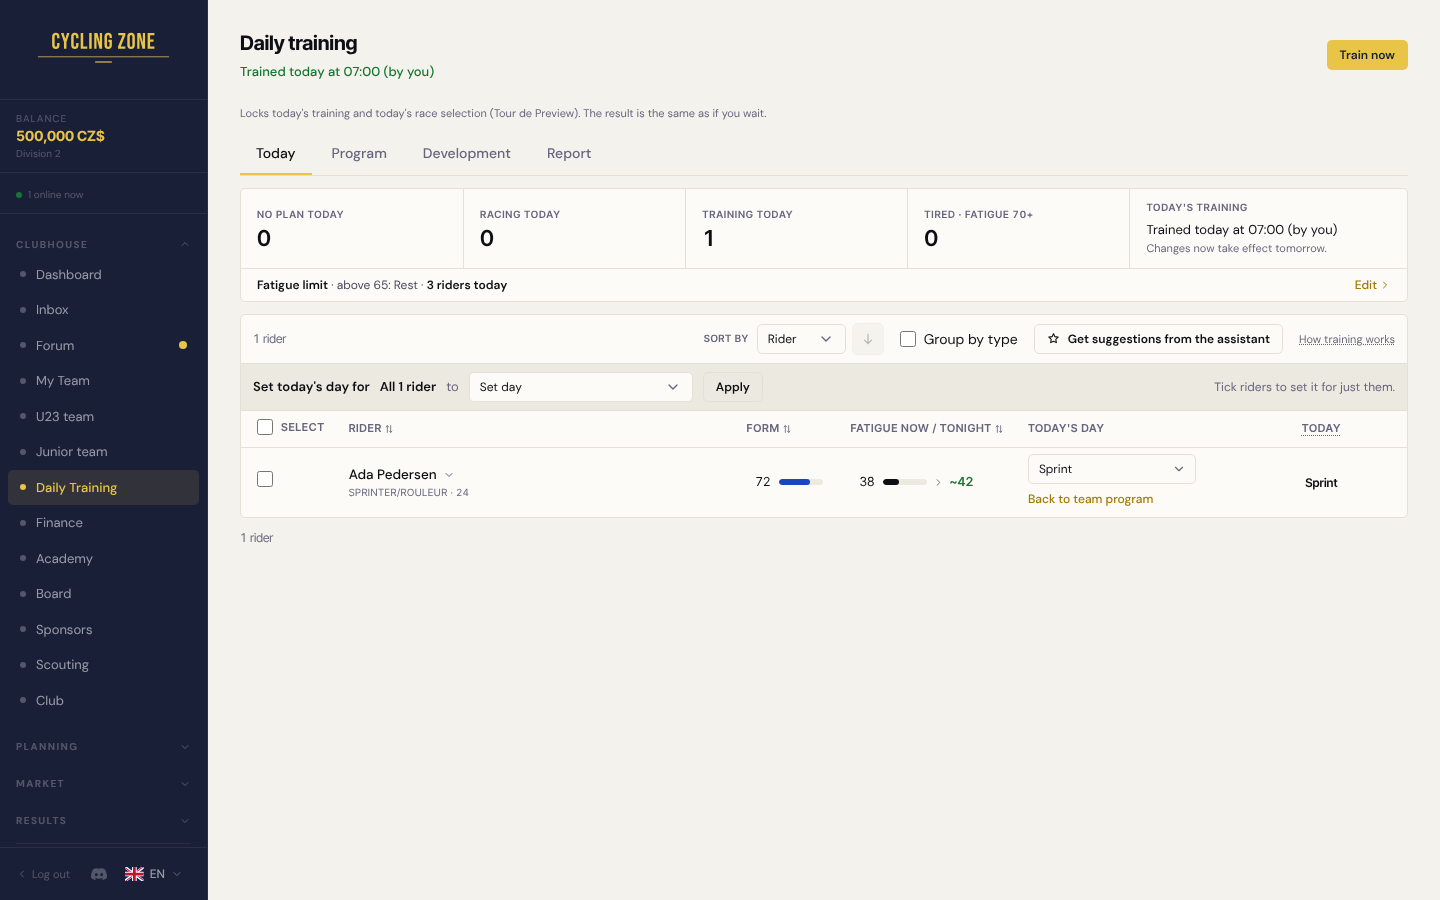 CYCLING ZONE
BALANCE
500,000 CZ$
Division 2
1 online now
CLUBHOUSE
Dashboard
Inbox
Forum
My Team
U23 team
Junior team
Daily Training
Finance
Academy
Board
Sponsors
Scouting
Club
PLANNING
MARKET
RESULTS
Log out
EN
Daily training
Trained today at 07:00 (by you)
Train now
Locks today's training and today's race selection (Tour de Preview). The result is the same as if you wait.
Today Program Development Report
NO PLAN TODAY
0
RACING TODAY
0
TRAINING TODAY
1
TIRED · FATIGUE 70+
0
TODAY'S TRAINING
Trained today at 07:00 (by you)
Changes now take effect tomorrow.
Fatigue limit · above 65: Rest · 3 riders today
Edit
1 rider
SORT BY Rider Group by type Get suggestions from the assistant How training works
Set today's day for All 1 rider to Set day Apply Tick riders to set it for just them.
SELECT RIDER FORM FATIGUE NOW / TONIGHT TODAY'S DAY TODAY
Ada Pedersen
SPRINTER/ROULEUR · 24
72 38 ~42
Sprint
Back to team program
Sprint
1 rider